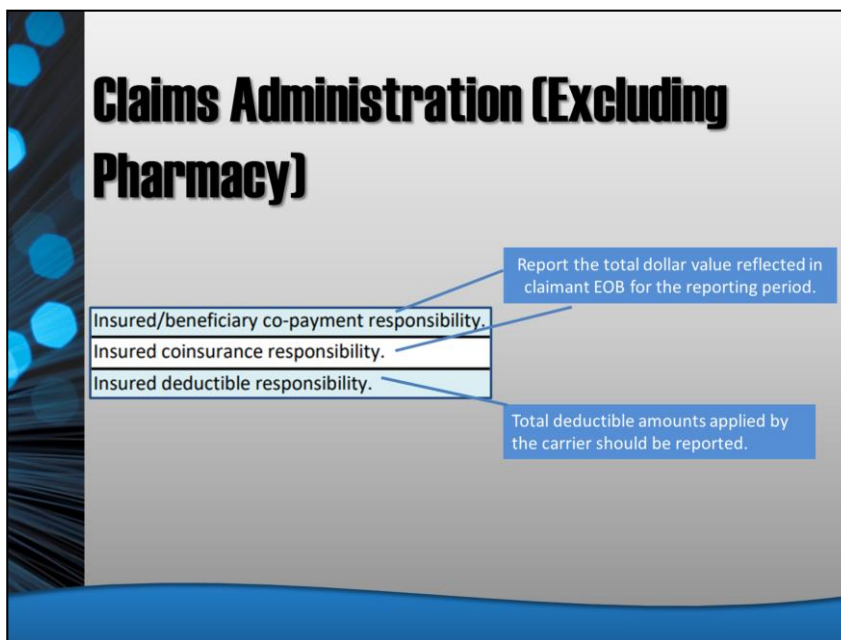 Claims Administration (Excluding
Pharmacy)
Report the total dollar value reflected in
claimant EOB for the reporting period.
Insured/beneficiary co-payment responsibility.
Insured coinsurance responsibility.
Insured deductible responsibility.
Total deductible amounts applied by
the carrier should be reported.